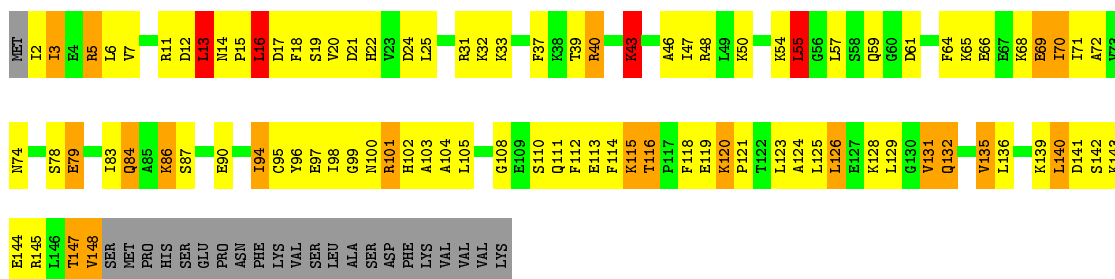 MET I2 I3 E4 R5 L6 V7 R11 D12 L13 N14 P15 L16 D17 F18 S19 V20 D21 H22 V23 D24 L25 R31 K32 K33 F37 K38 T39 R40 K43 A46 I47 R48 L49 K50 K54 L55 G56 L57 S58 Q59 G60 D61 F64 K65 E66 E67 K68 E69 I70 I71 A72 V73
N74 S78 E79 I83 Q84 A85 K86 S87 E90 I94 C95 Y96 E97 I98 G99 N100 R101 H102 A103 A104 L105 G108 E109 S110 Q111 F112 E113 F114 K115 T116 P117 F118 E119 K120 P121 T122 L123 A124 L125 L126 E127 K128 L129 G130 V131 Q132 V135 L136 K139 L140 D141 S142 K143
E144 R145 L146 T147 V148 SER MET PRO HIS SER GLU PRO ASN PHE LYS VAL SER LEU ALA SER ASP PHE LYS VAL VAL VAL LYS